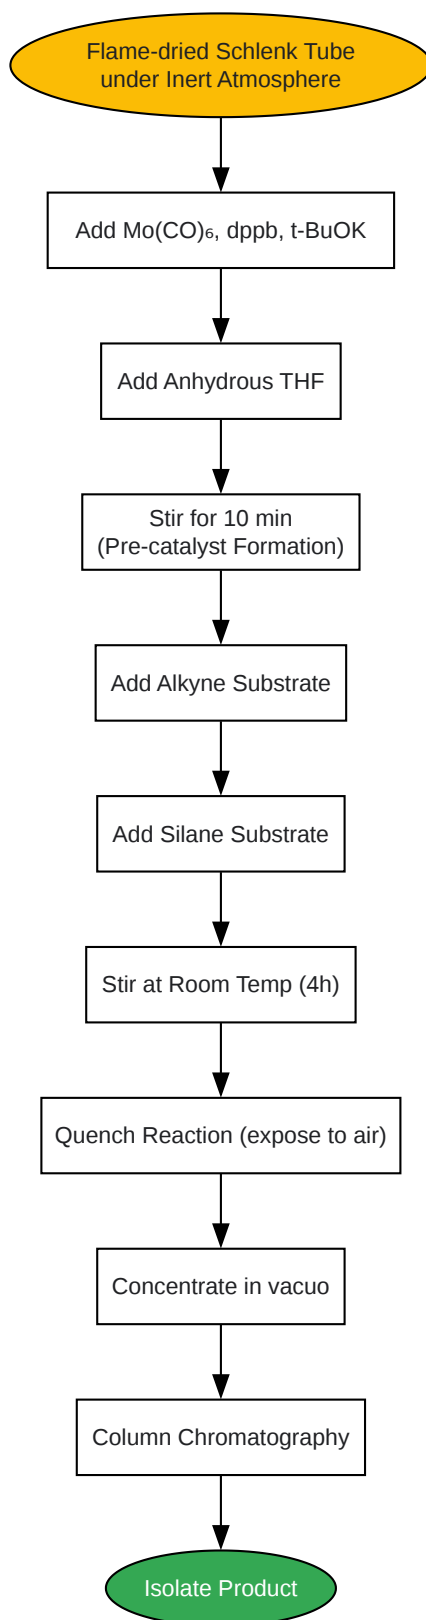 Flame-dried Schlenk Tube
under Inert Atmosphere
Add Mo(CO)₆, dppb, t-BuOK
Add Anhydrous THF
Stir for 10 min
(Pre-catalyst Formation)
Add Alkyne Substrate
Add Silane Substrate
Stir at Room Temp (4h)
Quench Reaction (expose to air)
Concentrate in vacuo
Column Chromatography
Isolate Product